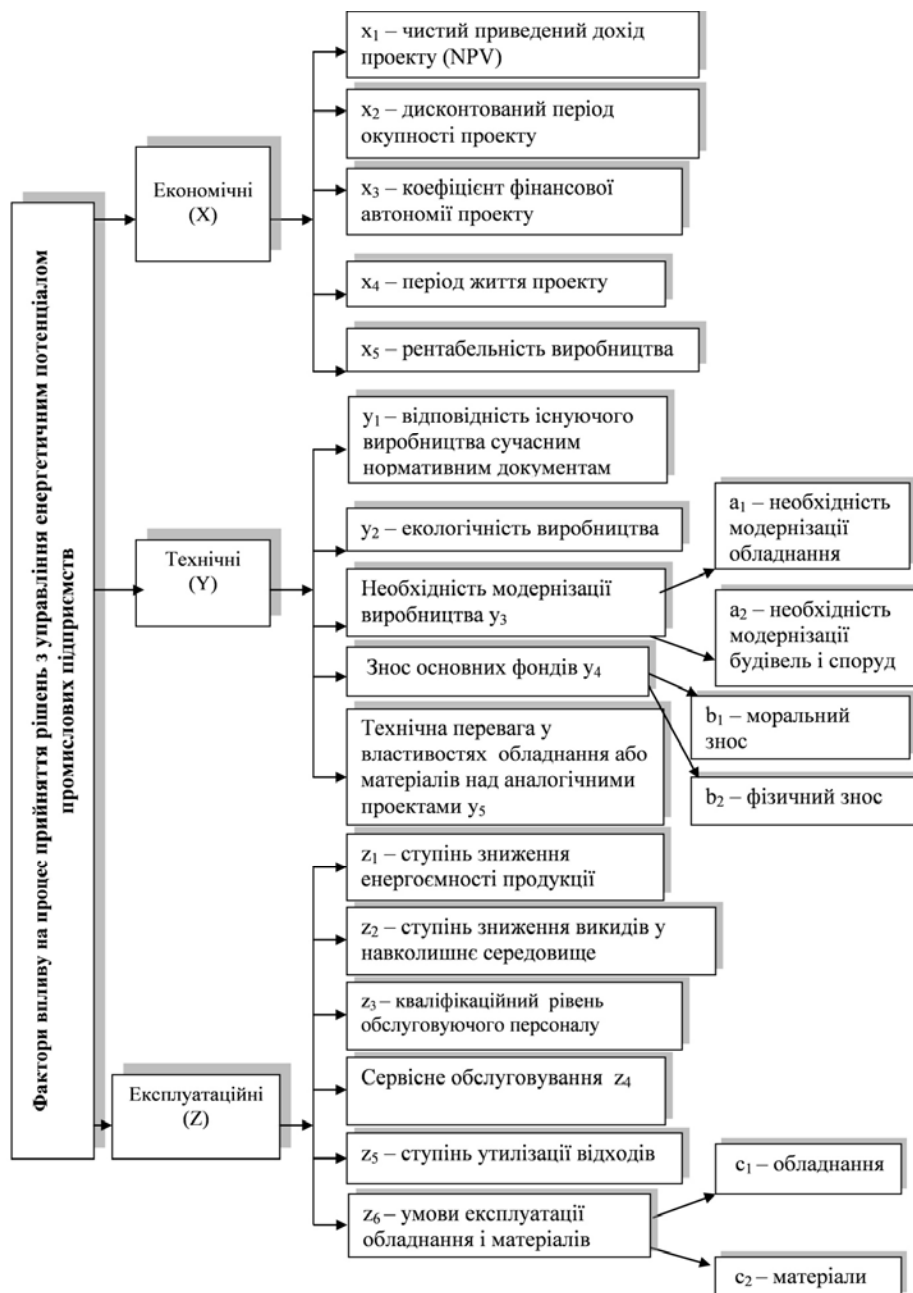 Фактори впливу на процес прийняття рішень з управління енергетичним потенціалом
промислових підприємств
Економічні
(X)
x₁ – чистий приведений дохід
проекту (NPV)
x₂ – дисконтований період
окупності проекту
x₃ – коефіцієнт фінансової
автономії проекту
x₄ – період життя проекту
x₅ – рентабельність виробництва
Технічні
(Y)
y₁ – відповідність існуючого
виробництва сучасним
нормативним документам
y₂ – екологічність виробництва
Необхідність модернізації
виробництва y₃
a₁ – необхідність
модернізації
обладнання
a₂ – необхідність
модернізації
будівель і споруд
Знос основних фондів y₄
b₁ – моральний
знос
b₂ – фізичний знос
Технічна перевага у
властивостях обладнання або
матеріалів над аналогічними
проектами y₅
Експлуатаційні
(Z)
z₁ – ступінь зниження
енергоємності продукції
z₂ – ступінь зниження викидів у
навколишнє середовище
z₃ – кваліфікаційний рівень
обслуговуючого персоналу
Сервісне обслуговування z₄
z₅ – ступінь утилізації відходів
z₆ – умови експлуатації
обладнання і матеріалів
c₁ – обладнання
c₂ – матеріали